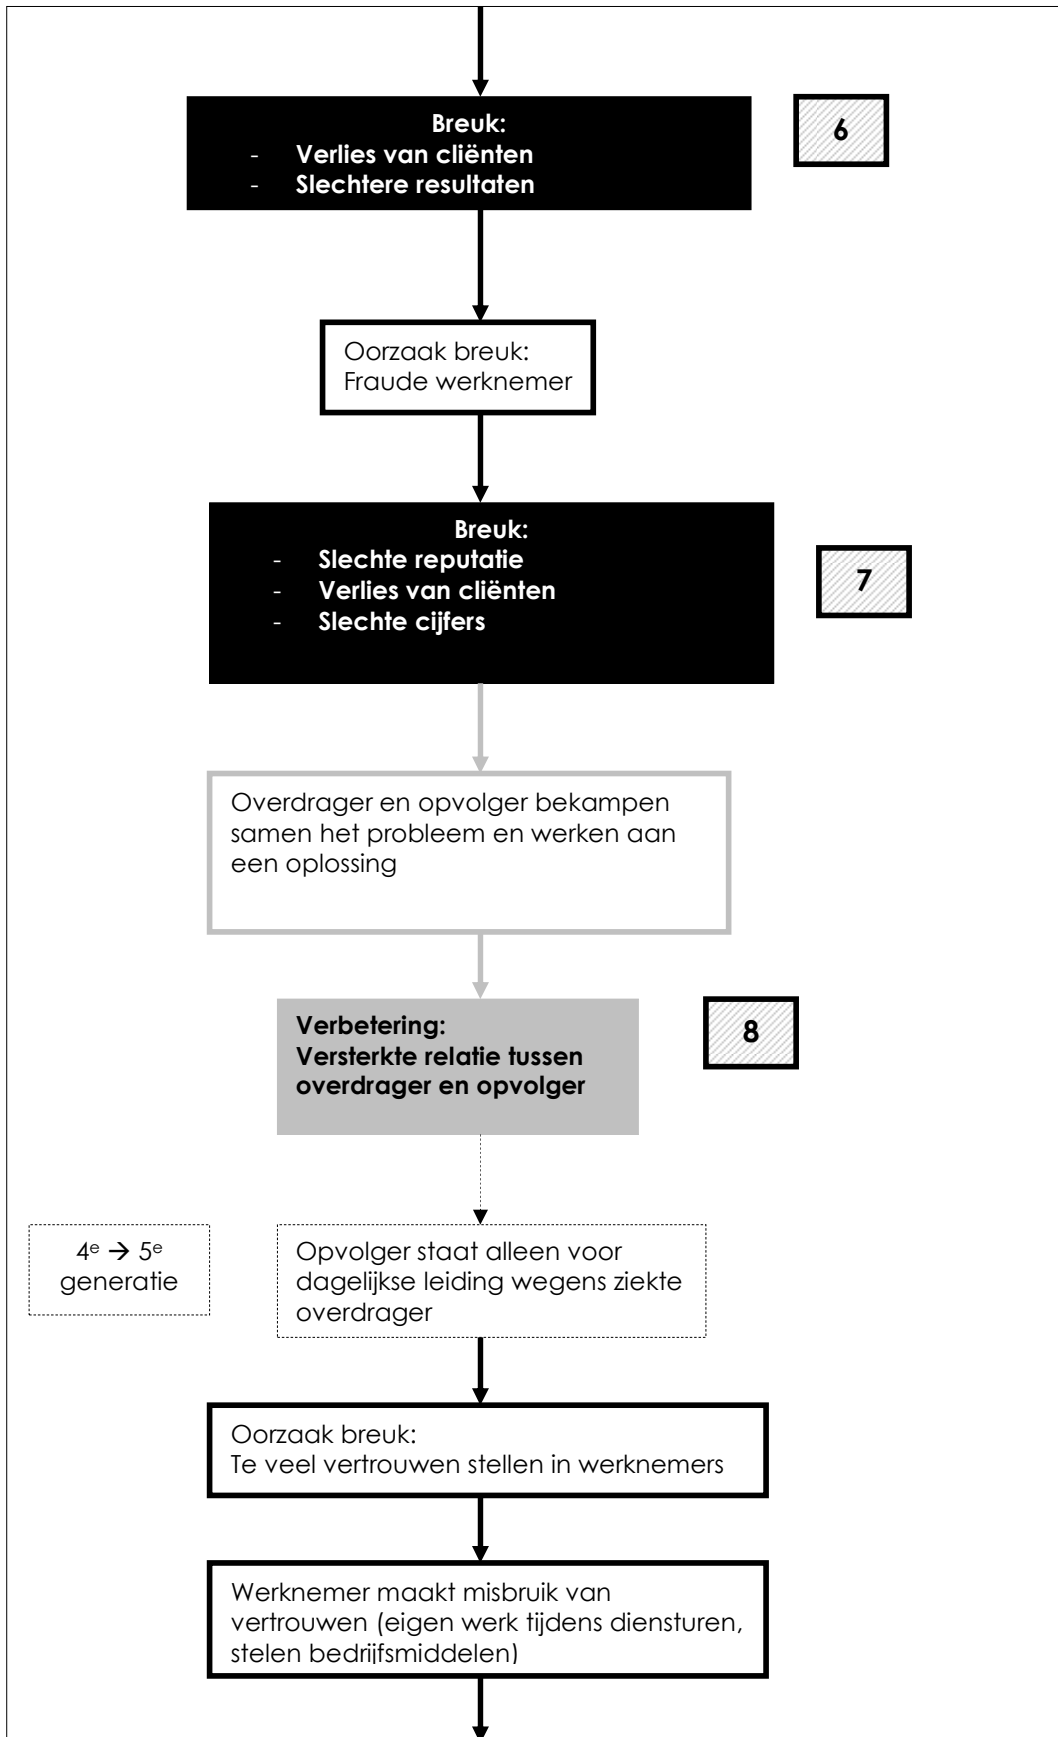 Breuk:
- Verlies van cliënten
- Slechtere resultaten
6
Oorzaak breuk:
Fraude werknemer
Breuk:
- Slechte reputatie
- Verlies van cliënten
- Slechte cijfers
7
Overdrager en opvolger bekampen
samen het probleem en werken aan
een oplossing
Verbetering:
Versterkte relatie tussen
overdrager en opvolger
8
4e → 5e
generatie
Opvolger staat alleen voor
dagelijkse leiding wegens ziekte
overdrager
Oorzaak breuk:
Te veel vertrouwen stellen in werknemers
Werknemer maakt misbruik van
vertrouwen (eigen werk tijdens diensturen,
stelen bedrijfsmiddelen)